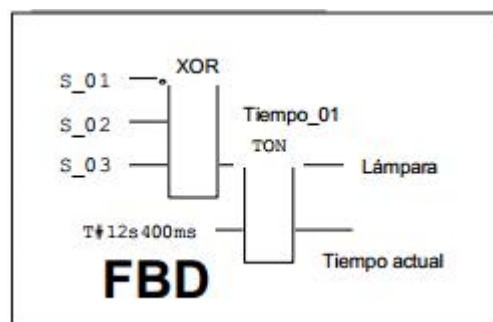 XOR
S_01
S_02
Tiempo_01
TON
S_03
Lámpara
T#12s400ms
Tiempo actual
FBD